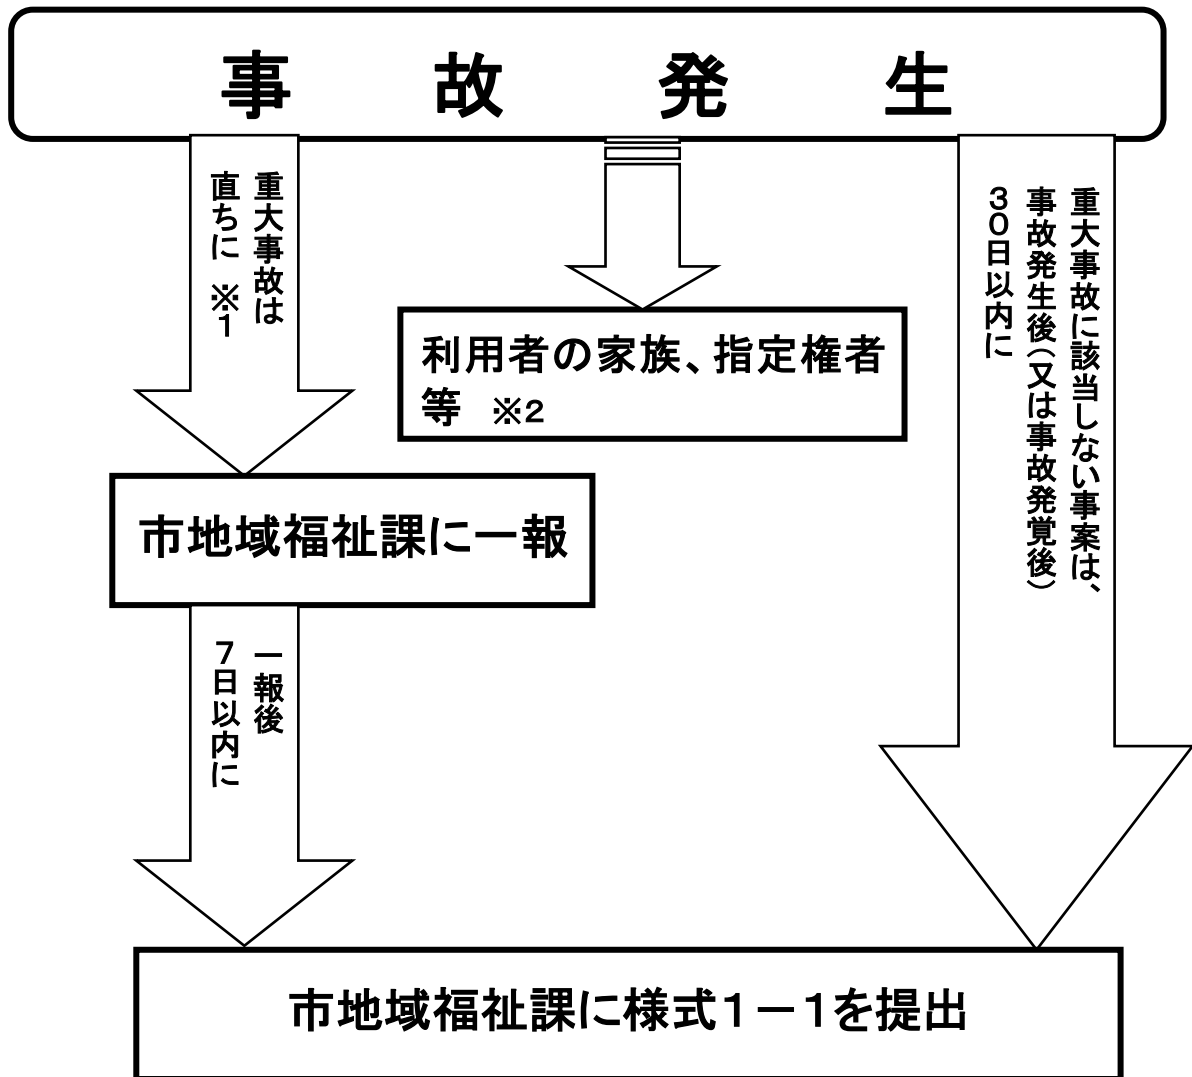 事故発生
重大事故は
直ちに ※1
利用者の家族、指定権者
等 ※2
重大事故に該当しない事案は、
事故発生後（又は事故発覚後）
３０日以内に
市地域福祉課に一報
一報後
７日以内に
市地域福祉課に様式１－１を提出